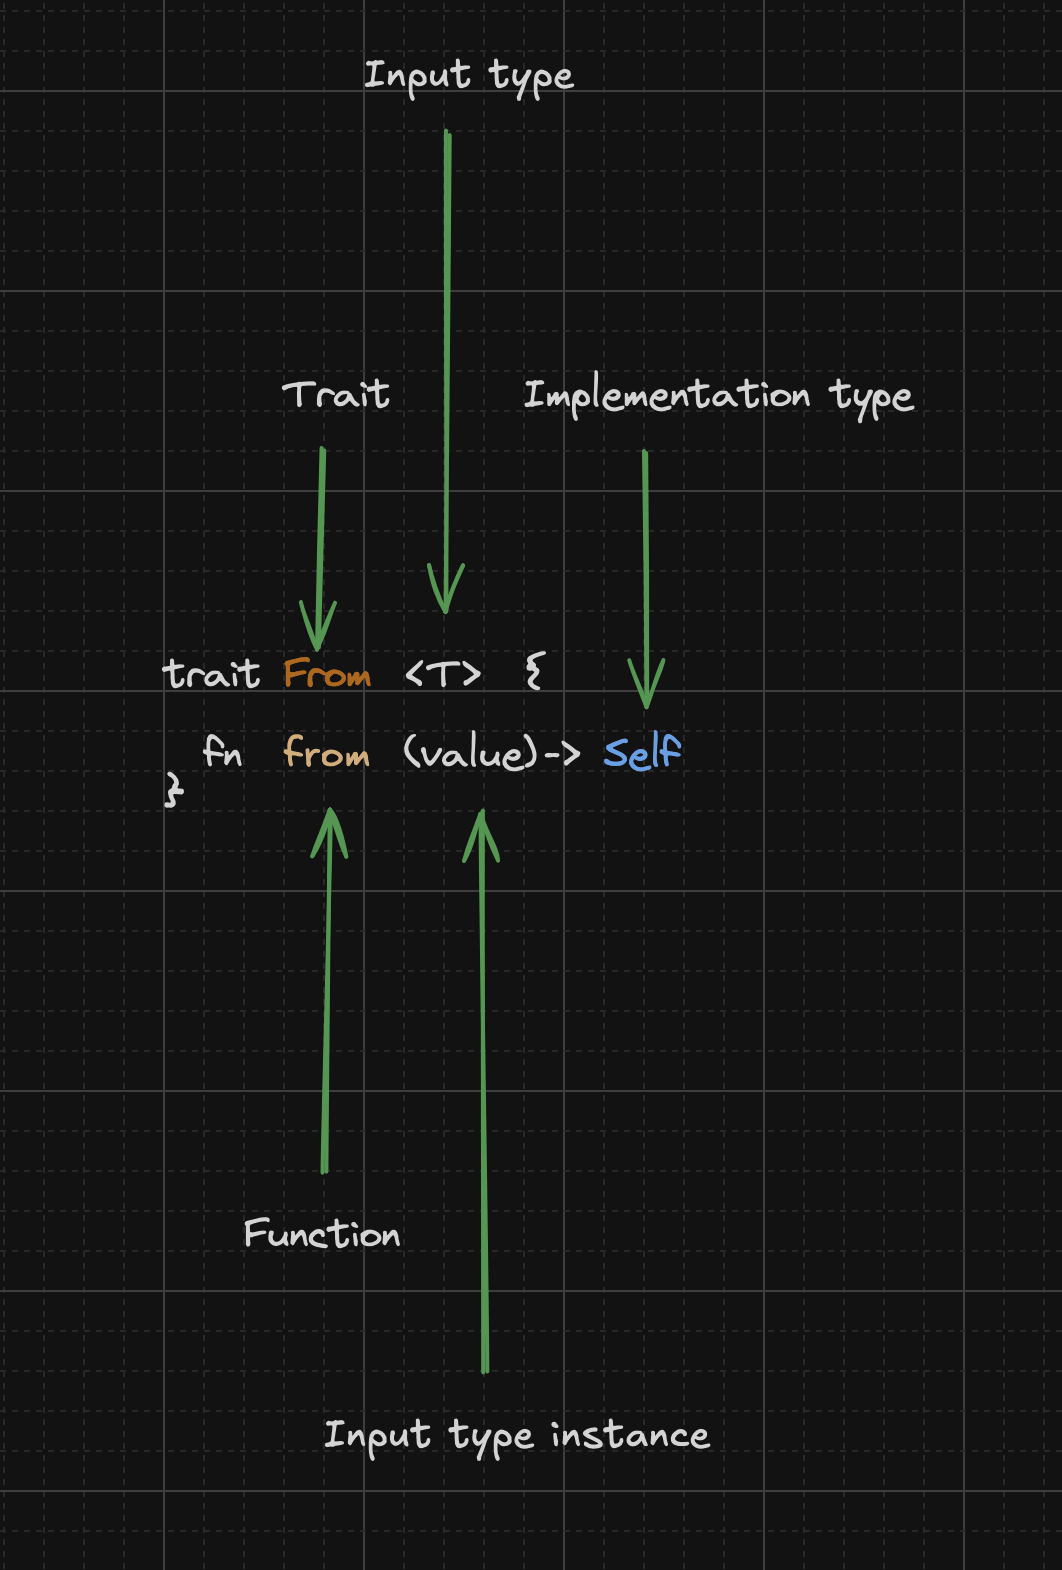 Input type
Trait
Implementation type
trait From <T> {
fn from (value)-> Self
}
Function
Input type instance